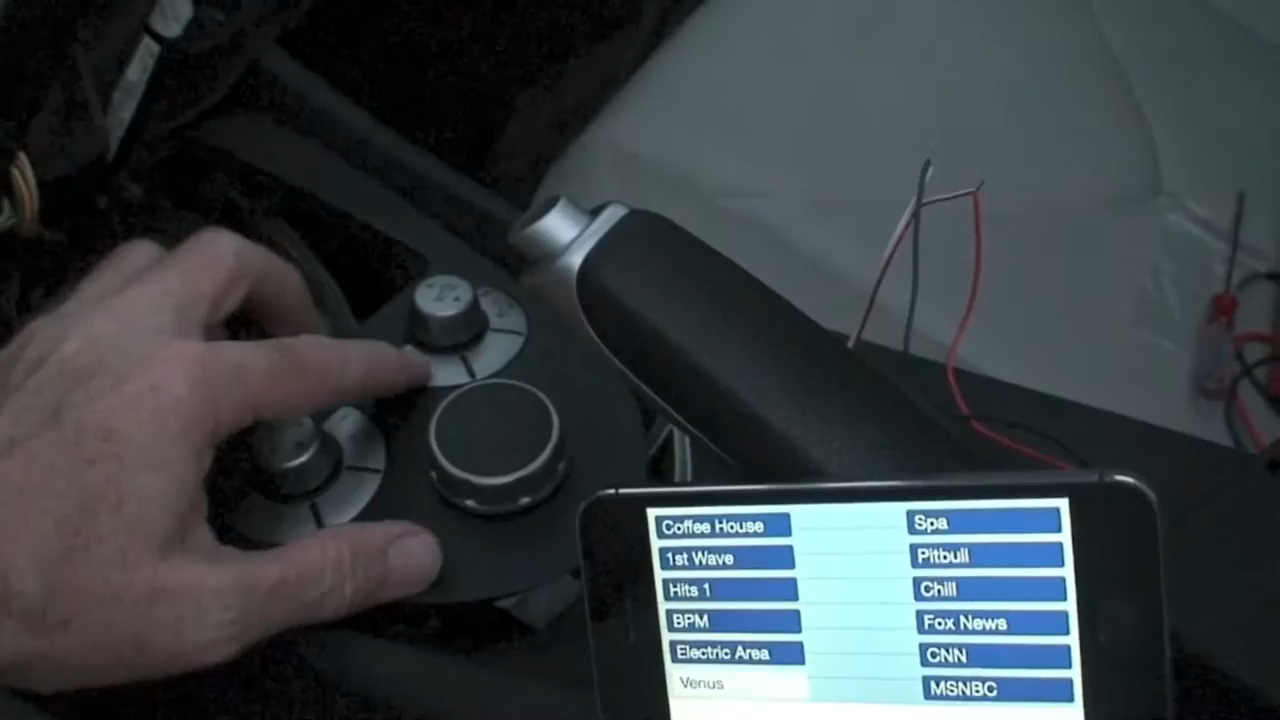 Coffee House
1st Wave
Hits 1
BPM
Electric Area
Venus
Spa
Pitbull
Chill
Fox News
CNN
MSNBC